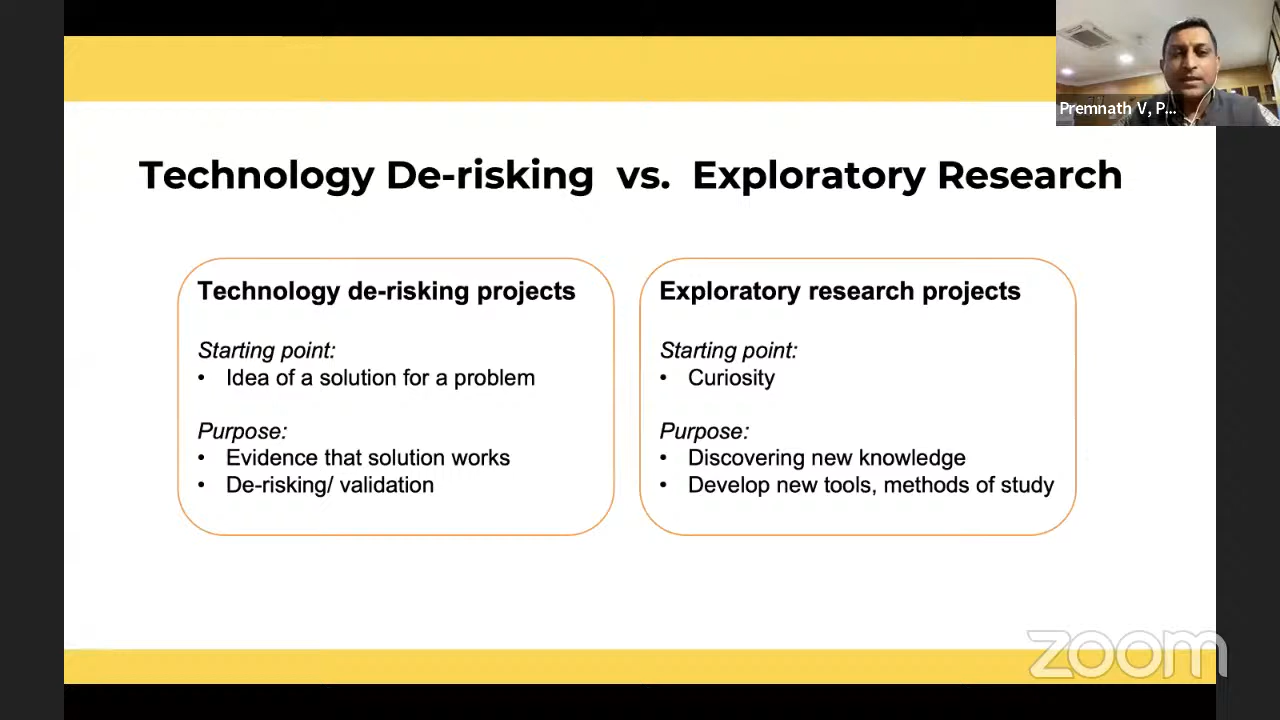 Premnath V, P...
Technology De-risking vs. Exploratory Research
Technology de-risking projects
Starting point:
• Idea of a solution for a problem
Purpose:
• Evidence that solution works
• De-risking/ validation
Exploratory research projects
Starting point:
• Curiosity
Purpose:
• Discovering new knowledge
• Develop new tools, methods of study
zoom